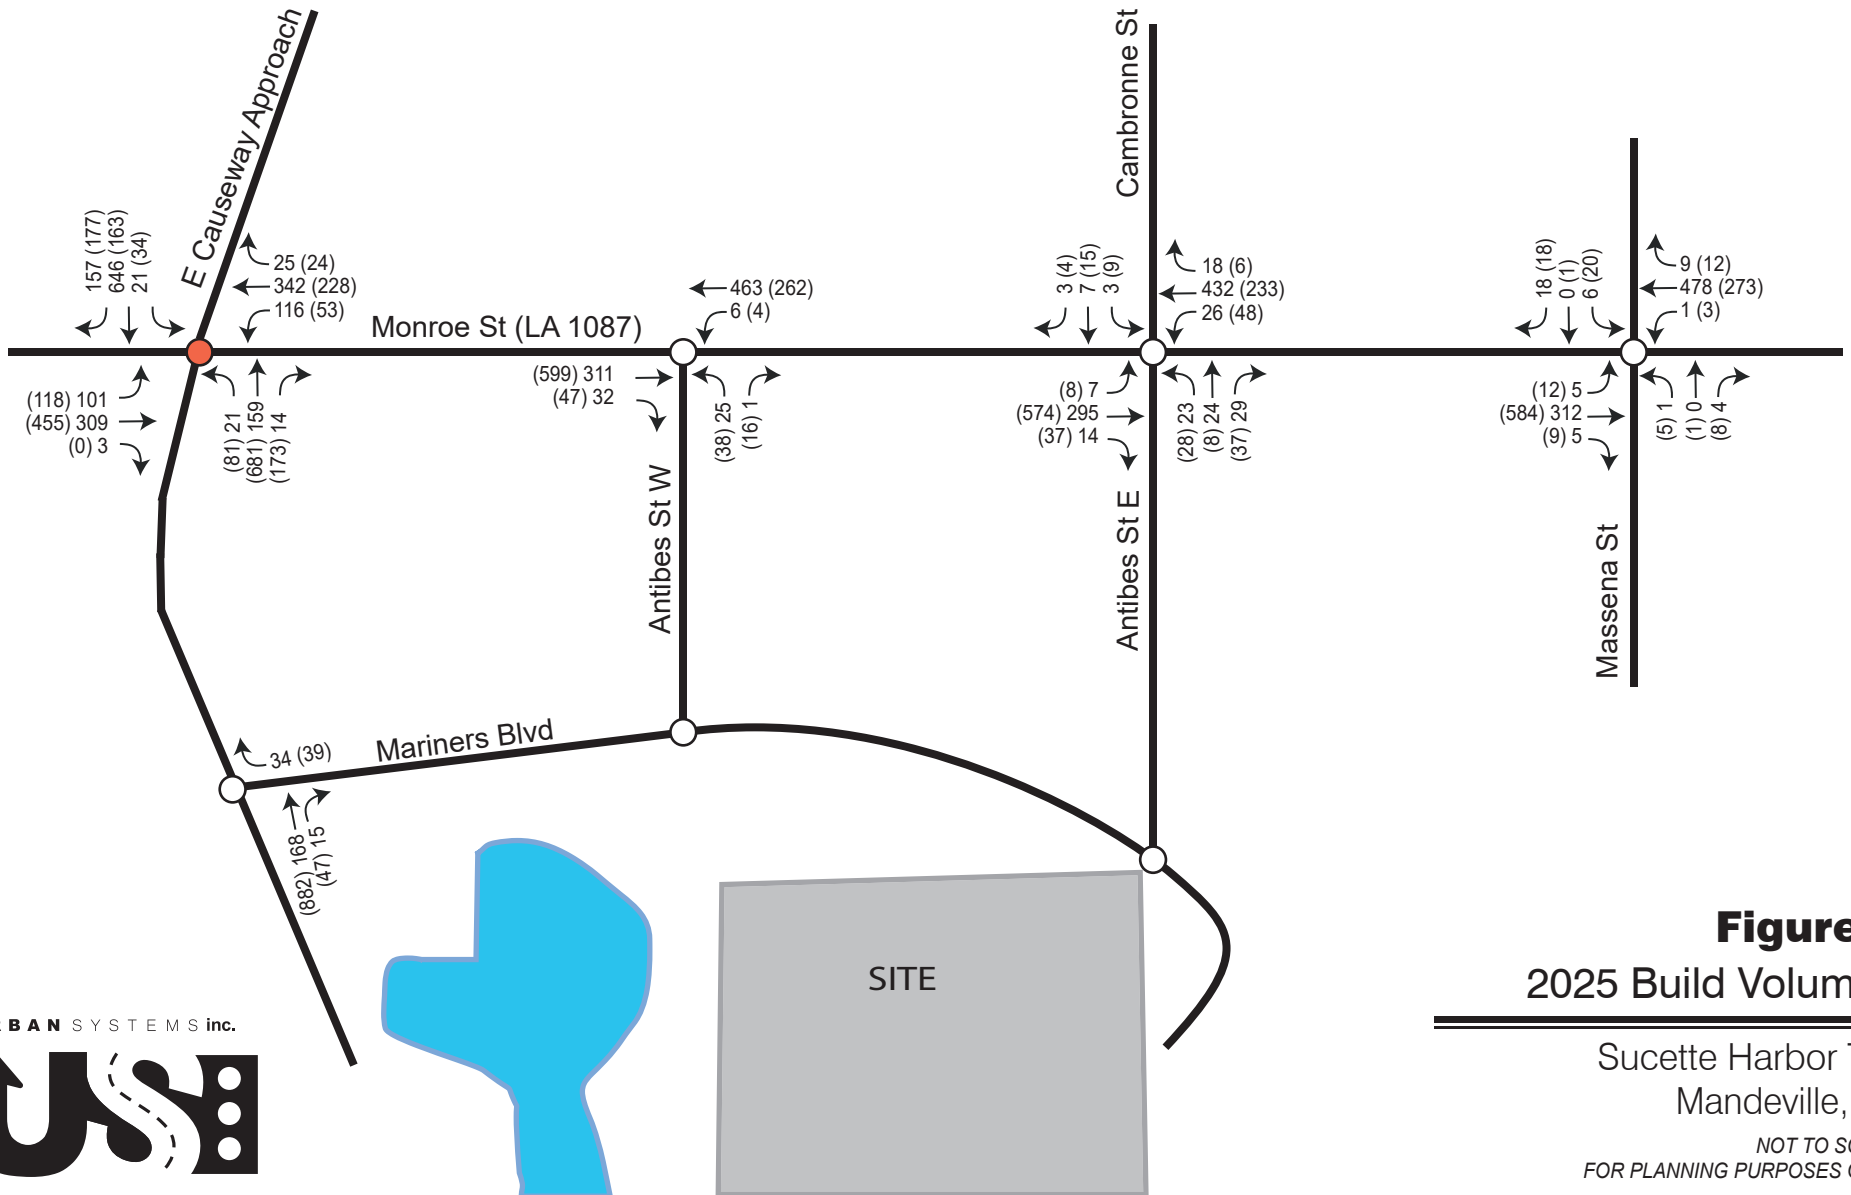 E Causeway Approach
Cambronne St
157 (177)
646 (163)
21 (34)
25 (24)
342 (228)
116 (53)
Monroe St (LA 1087)
463 (262)
6 (4)
3 (4)
7 (15)
3 (9)
18 (6)
432 (233)
26 (48)
18 (18)
0 (1)
6 (20)
9 (12)
478 (273)
1 (3)
(118) 101
(455) 309
(0) 3
(81) 21
(681) 159
(173) 14
(599) 311
(47) 32
(38) 25
(16) 1
(8) 7
(574) 295
(37) 14
(28) 23
(8) 24
(37) 29
(12) 5
(584) 312
(9) 5
(5) 1
(1) 0
(8) 4
Antibes St W
Antibes St E
Massena St
34 (39)
Mariners Blvd
(882) 168
(47) 15
SITE
Figure
2025 Build Volum
Sucette Harbor
Mandeville,
NOT TO SC
FOR PLANNING PURPOSES
RBAN SYSTEMS inc.
USI